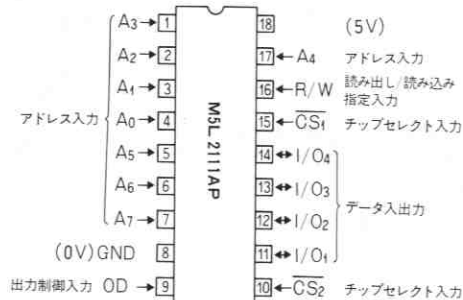 A3 → 1
A2 → 2
A1 → 3
A0 → 4
A5 → 5
A6 → 6
A7 → 7
アドレス入力
(0V)GND 8
出力制御入力 OD → 9
M5L2111AP
18 (5V)
17 ← A4 アドレス入力
16 ← R/W 読み出し/読み込み
指定入力
15 ← C̅S̅1̅ チップセレクト入力
14 ↔ I/O4
13 ↔ I/O3
12 ↔ I/O2
11 ↔ I/O1
データ入出力
10 ← C̅S̅2̅ チップセレクト入力